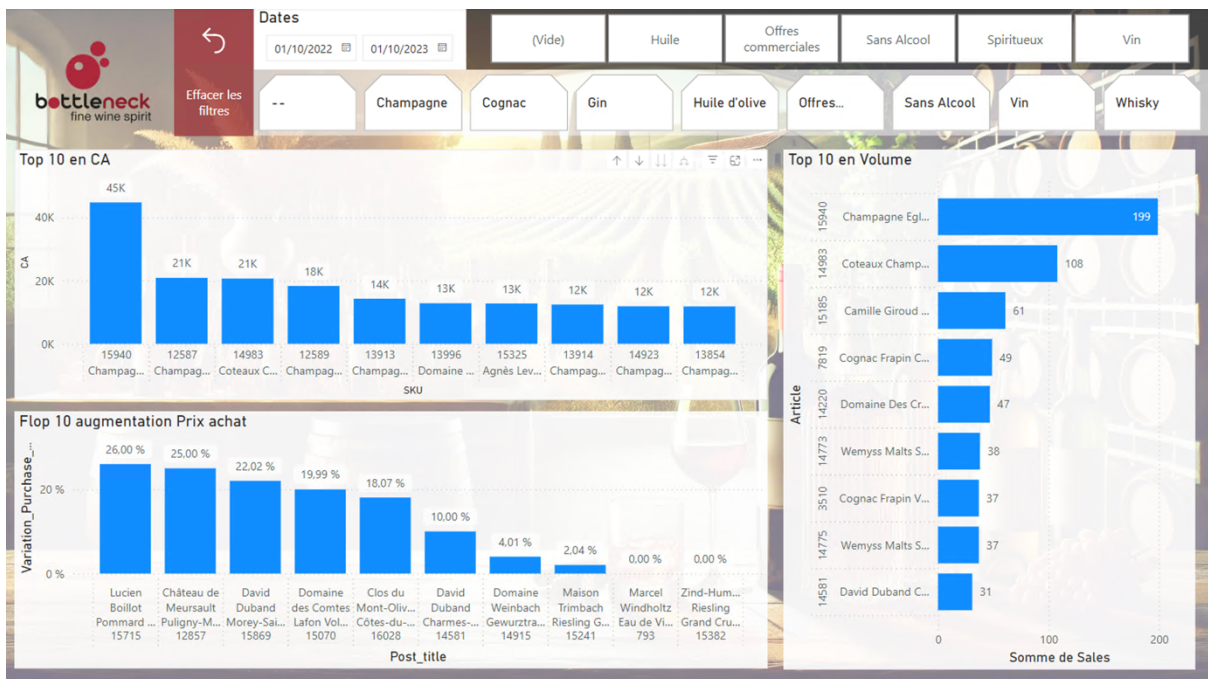 bottleneck
fine wine spirit
Effacer les
filtres
Dates
01/10/2022 01/10/2023
(Vide)
Huile
Offres
commerciales
Sans Alcool
Spiritueux
Vin
--
Champagne
Cognac
Gin
Huile d'olive
Offres...
Sans Alcool
Vin
Whisky
Top 10 en CA
CA
40K
20K
0K
45K 21K 21K 18K 14K 13K 13K 12K 12K 12K
15940 12587 14983 12589 13913 13996 15325 13914 14923 13854
Champag... Champag... Coteaux C... Champag... Champag... Domaine ... Agnès Lev... Champag... Champag... Champag...
SKU
Flop 10 augmentation Prix achat
Variation_Purchase_...
20 %
0 %
26,00 % 25,00 % 22,02 % 19,99 % 18,07 % 10,00 % 4,01 % 2,04 % 0,00 % 0,00 %
Lucien Château de David Domaine Clos du David Domaine Maison Marcel Zind-Hum...
Boillot Meursault Duband des Comtes Mont-Oliv... Duband Weinbach Trimbach Windholtz Riesling
Pommard ... Puligny-M... Morey-Sai... Lafon Vol... Côtes-du-... Charmes-... Gewurztra... Riesling G... Eau de Vi... Grand Cru...
15715 12857 15869 15070 16028 14581 14915 15241 793 15382
Post_title
Top 10 en Volume
Article
15940 Champagne Egl... 199
14983 Coteaux Champ... 108
15185 Camille Giroud ... 61
7819 Cognac Frapin C... 49
14220 Domaine Des Cr... 47
14773 Wemyss Malts S... 38
3510 Cognac Frapin V... 37
14775 Wemyss Malts S... 37
14581 David Duband C... 31
0 100 200
Somme de Sales